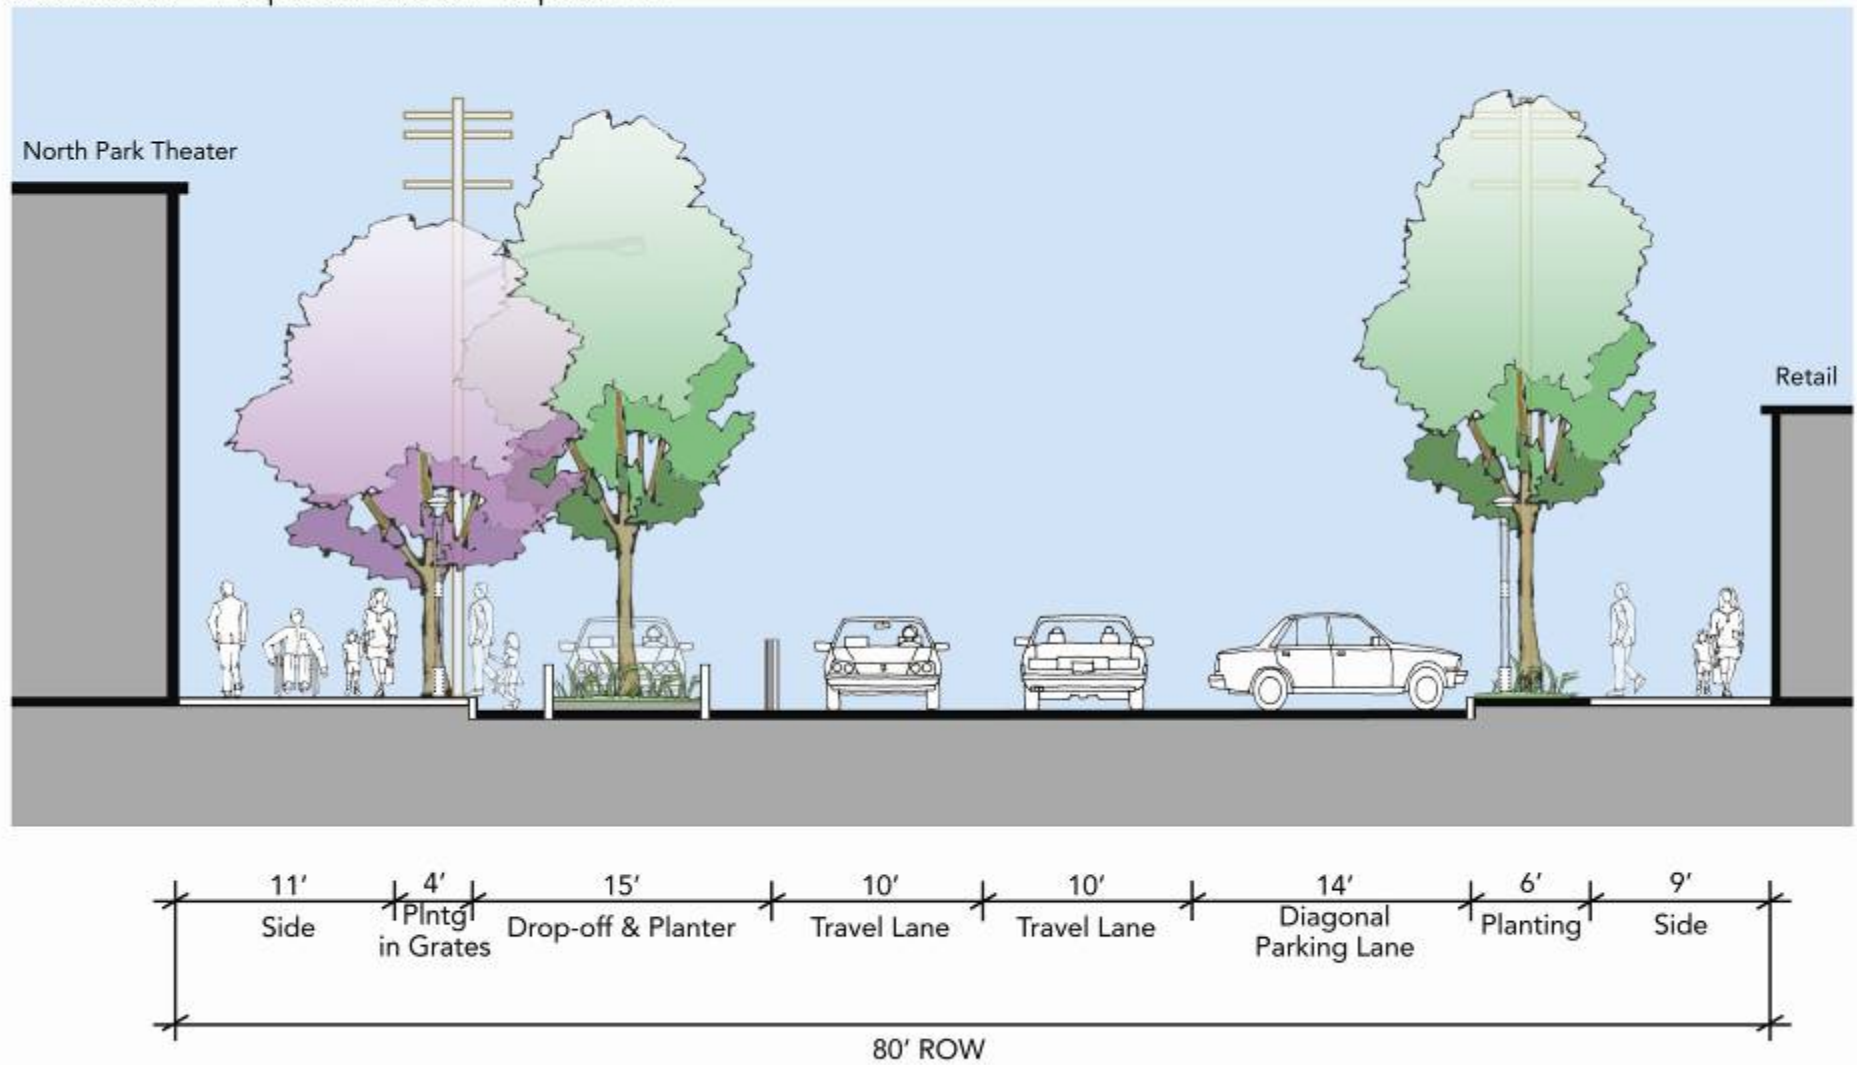 North Park Theater
Retail
11’ 4’ 15’ 10’ 10’ 14’ 6’ 9’
Side
Plntg
in Grates
Drop-off & Planter
Travel Lane
Travel Lane
Diagonal
Parking Lane
Planting
Side
80’ ROW